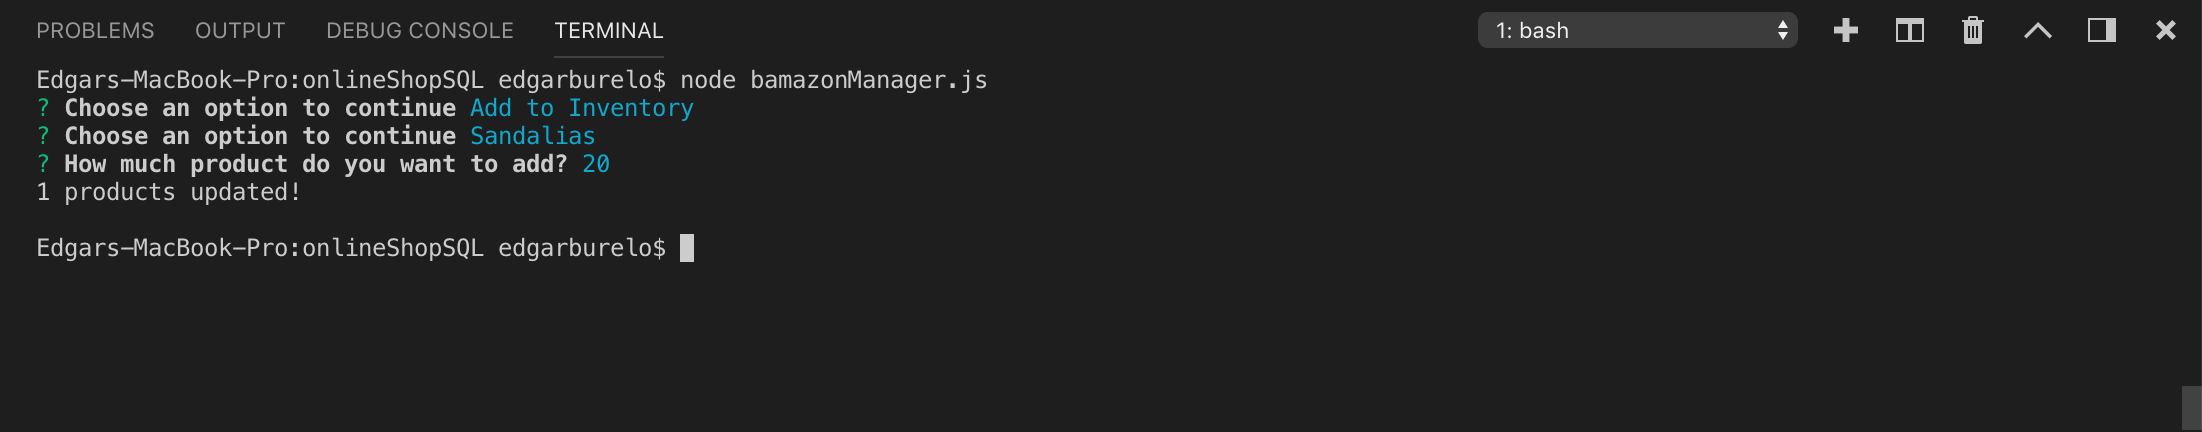 PROBLEMS OUTPUT DEBUG CONSOLE TERMINAL 1: bash
Edgars-MacBook-Pro:onlineShopSQL edgarburelo$ node bamazonManager.js
? Choose an option to continue Add to Inventory
? Choose an option to continue Sandalias
? How much product do you want to add? 20
1 products updated!
Edgars-MacBook-Pro:onlineShopSQL edgarburelo$